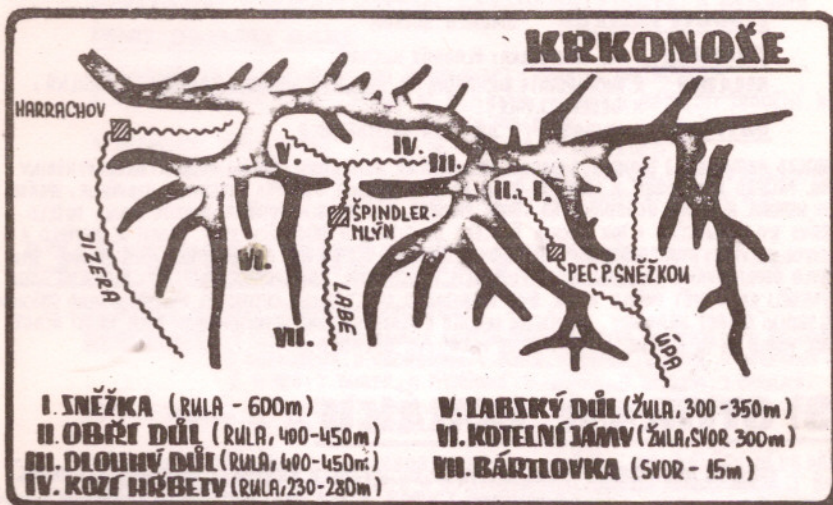 KRKONOŠE
HARRACHOV
IV.
V.
III.
II.
I.
ŠPINDLER.
MLÝN
PEC P. SNĚŽKOU
VI.
JIZERA
LABE
VII.
ÚPA
I. SNĚŽKA (RULA - 600m)
II. OBŘÍ DŮL (RULA, 400-450m)
III. DLOUHÝ DŮL (RULA, 400-450m)
IV. KOZÍ HŘBETY (RULA, 230-280m)
V. LABSKÝ DŮL (ŽULA, 300-350m)
VI. KOTELNÍ JÁMY (ŽULA, SVOR 300m)
VII. BÁRTLOVKA (SVOR - 15m)